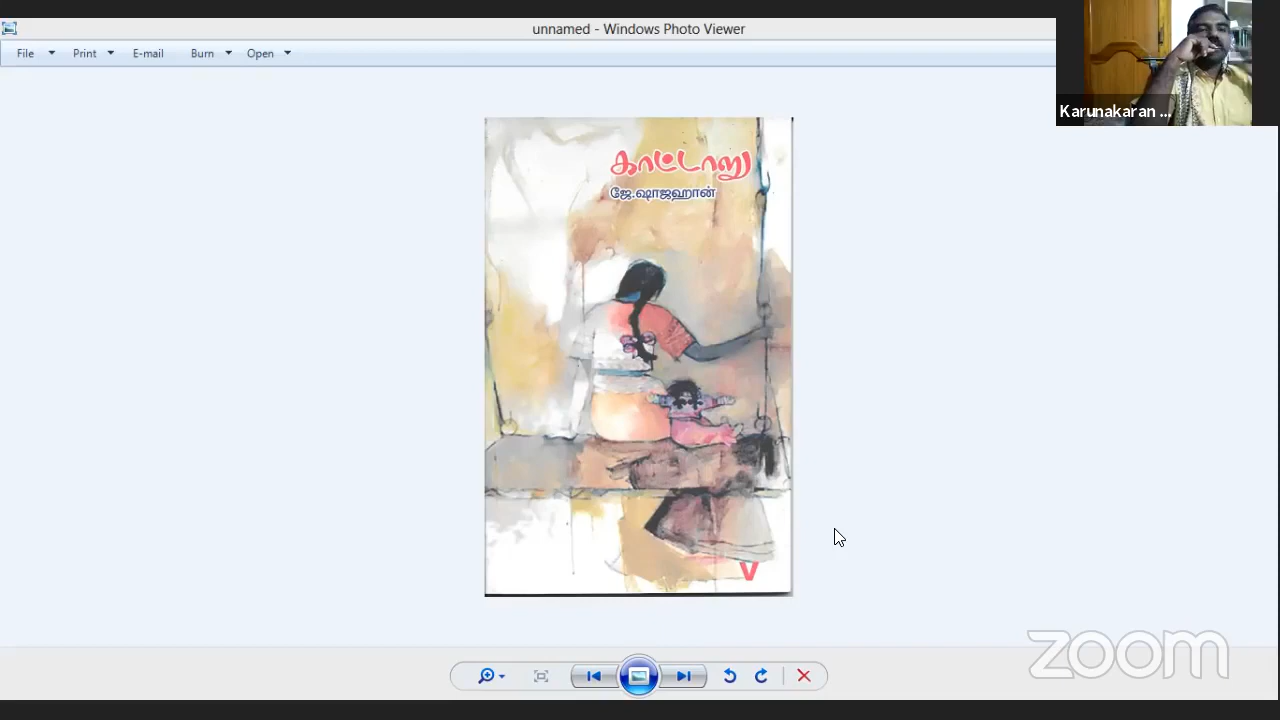 unnamed - Windows Photo Viewer
File Print E-mail Burn Open
Karunakaran ...
காட்டாறு
ஜே.ஷாஜஹான்
V
zoom